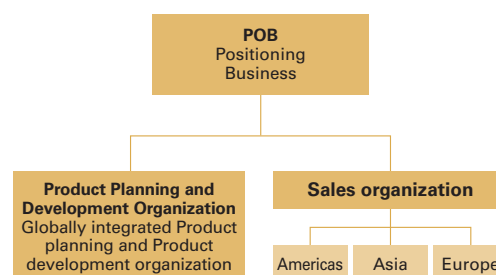 POB
Positioning
Business
Product Planning and
Development Organization
Globally integrated Product
planning and Product
development organization
Sales organization
Americas
Asia
Europe